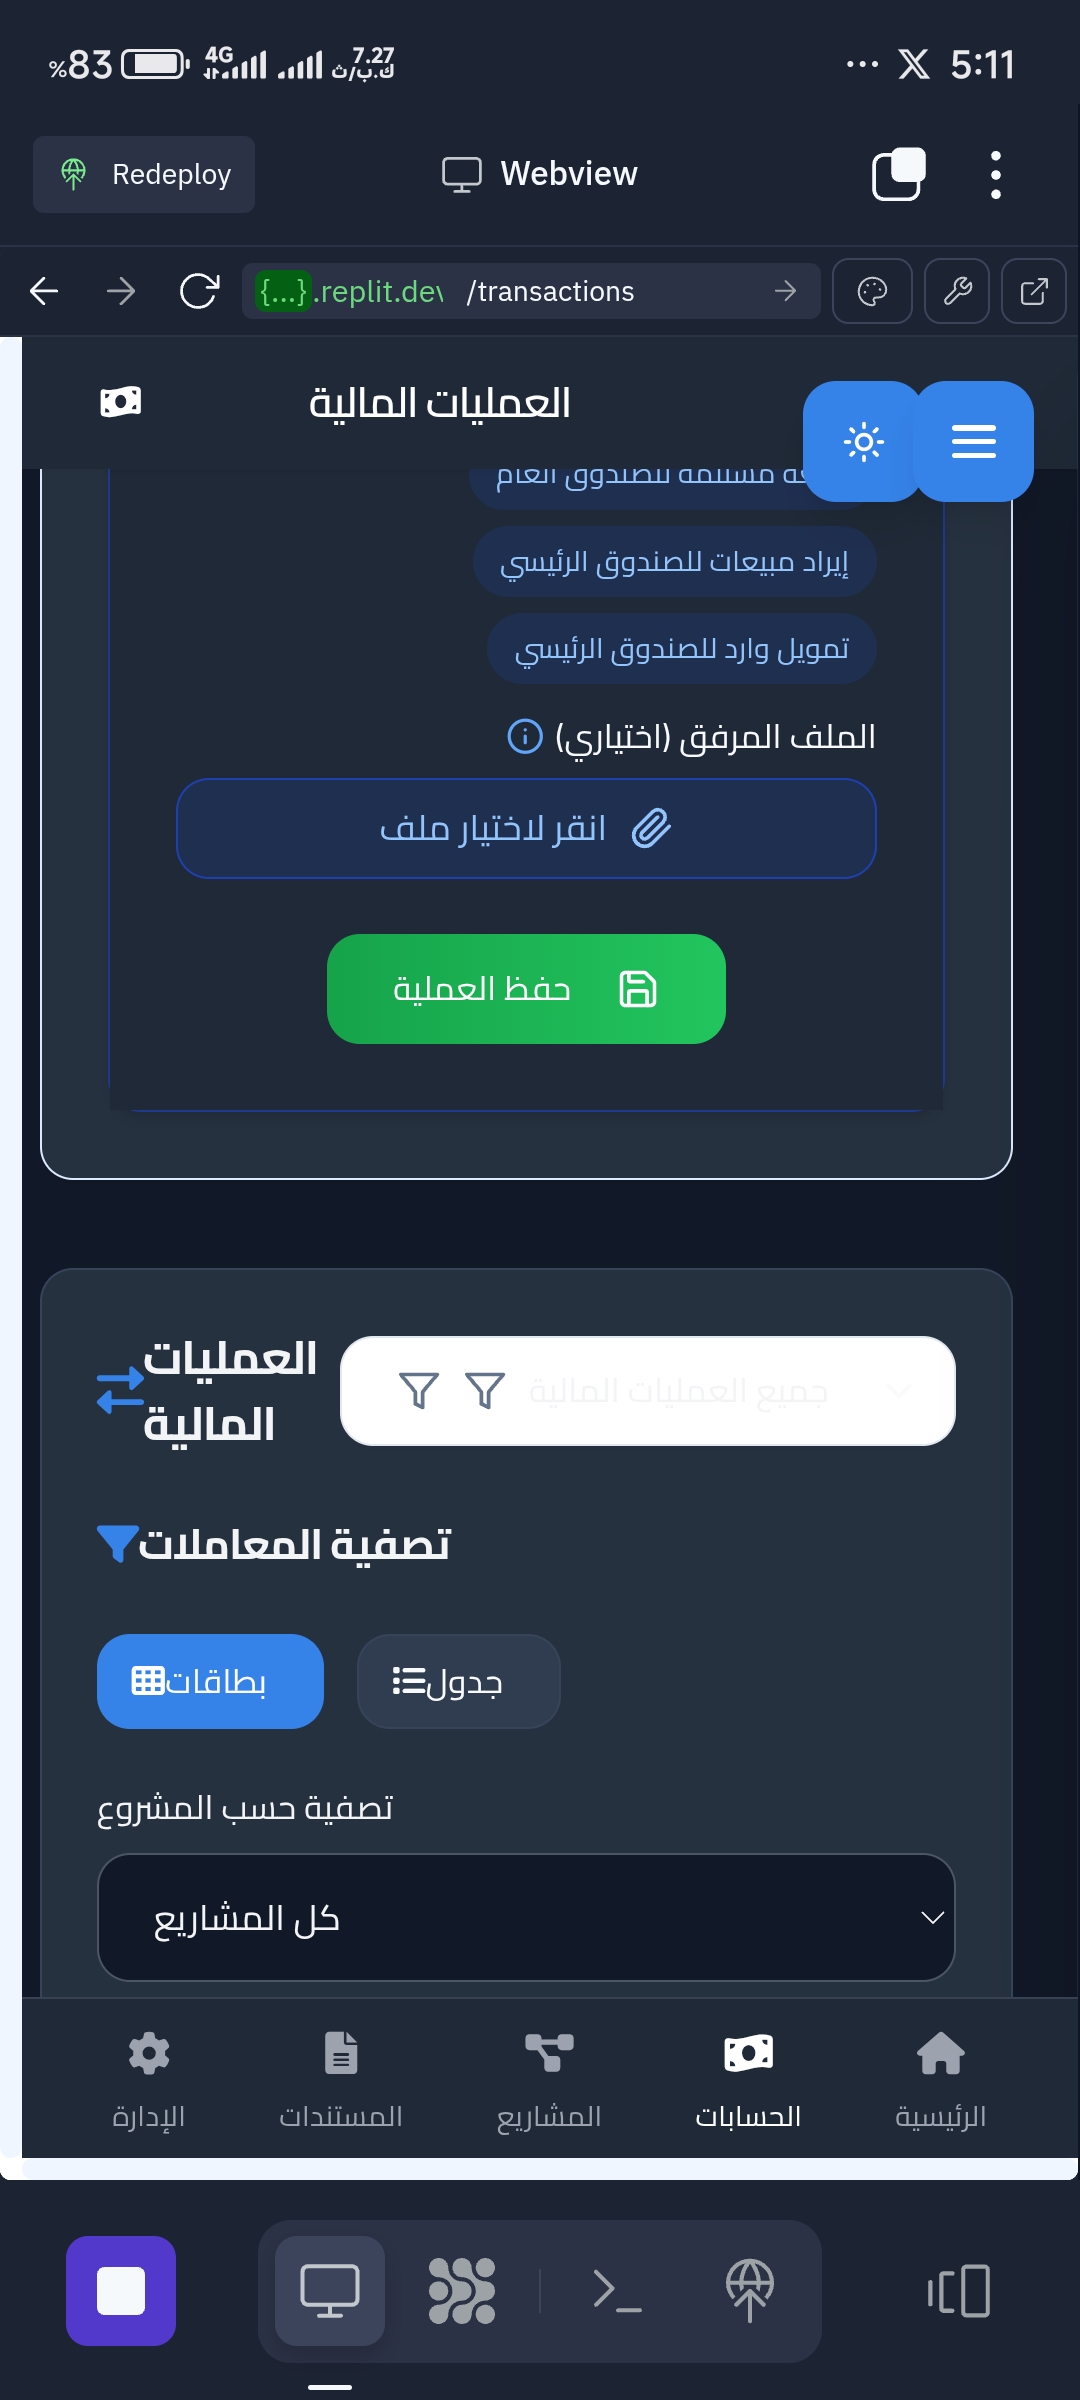 %83 4G 7.27 ك.ب/ث ... X 5:11
Redeploy Webview
{...}.replit.dev /transactions
العمليات المالية
مستلمة للصندوق العام
إيراد مبيعات للصندوق الرئيسي
تمويل وارد للصندوق الرئيسي
الملف المرفق (اختياري)
انقر لاختيار ملف
حفظ العملية
العمليات المالية
جميع العمليات المالية
تصفية المعاملات
بطاقات جدول
تصفية حسب المشروع
كل المشاريع
الرئيسية الحسابات المشاريع المستندات الإدارة